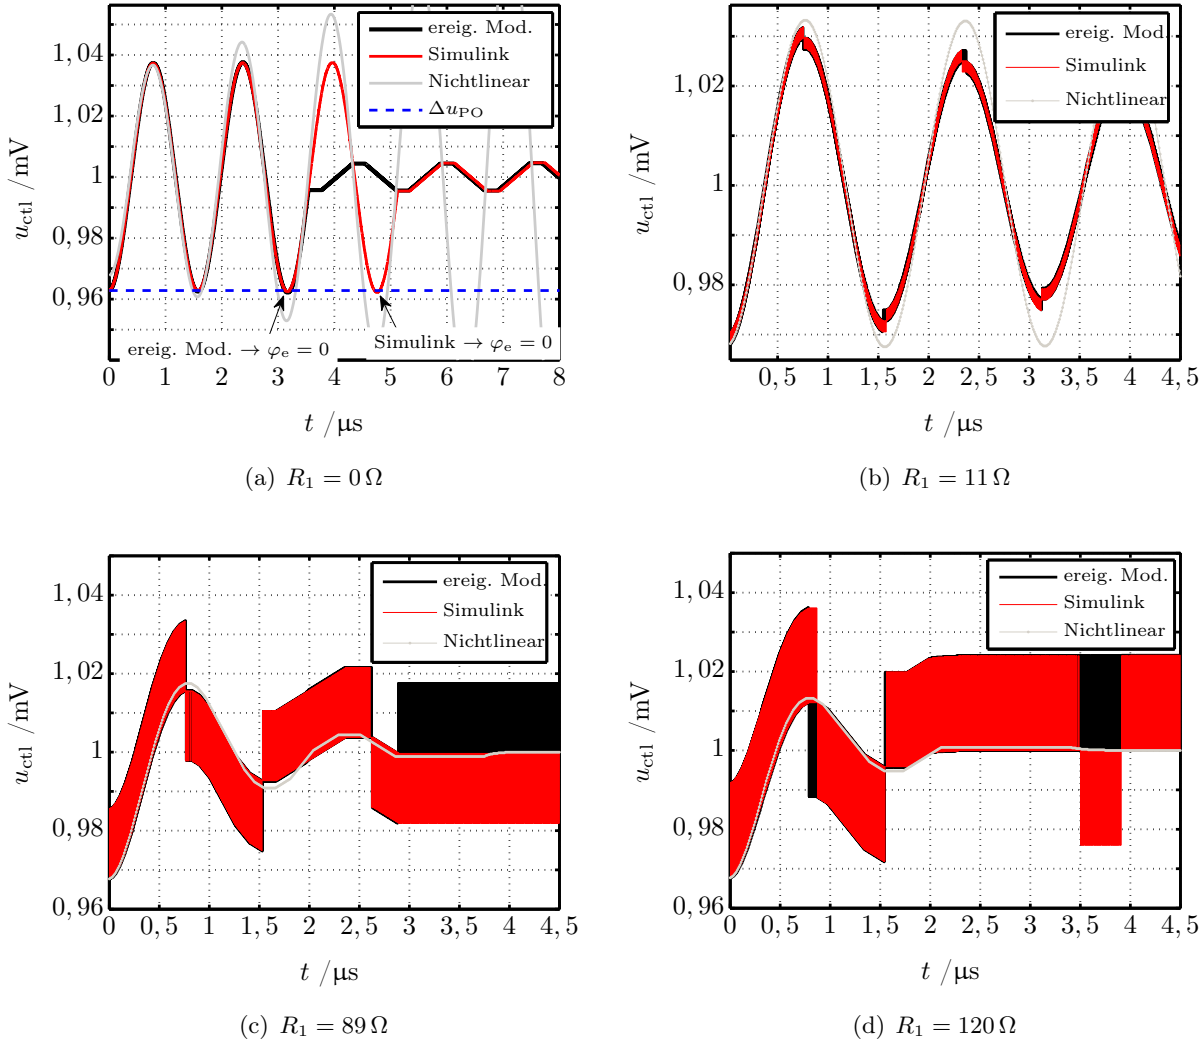 1, 04
1, 02
1
0, 98
0, 96
u_ctl /mV
ereig. Mod.
Simulink
Nichtlinear
Δu_PO
ereig. Mod. → φ_e = 0
Simulink → φ_e = 0
0 1 2 3 4 5 6 7 8
t /μs
(a) R_1 = 0 Ω
1, 02
1
0, 98
u_ctl /mV
ereig. Mod.
Simulink
Nichtlinear
0, 5 1 1, 5 2 2, 5 3 3, 5 4 4, 5
t /μs
(b) R_1 = 11 Ω
1, 04
1, 02
1
0, 98
0, 96
u_ctl /mV
ereig. Mod.
Simulink
Nichtlinear
0 0, 5 1 1, 5 2 2, 5 3 3, 5 4 4, 5
t /μs
(c) R_1 = 89 Ω
1, 04
1, 02
1
0, 98
0, 96
u_ctl /mV
ereig. Mod.
Simulink
Nichtlinear
0 0, 5 1 1, 5 2 2, 5 3 3, 5 4 4, 5
t /μs
(d) R_1 = 120 Ω